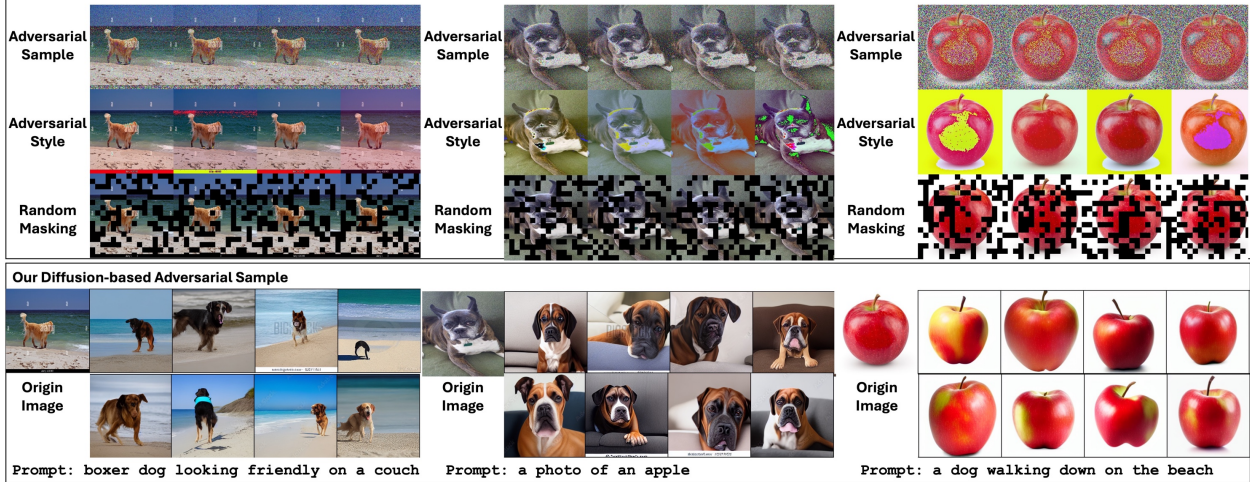 Adversarial
Sample
Adversarial
Style
Random
Masking
Adversarial
Sample
Adversarial
Style
Random
Masking
Adversarial
Sample
Adversarial
Style
Random
Masking
Our Diffusion-based Adversarial Sample
Origin
Image
Origin
Image
Origin
Image
Prompt: boxer dog looking friendly on a couch
Prompt: a photo of an apple
Prompt: a dog walking down on the beach